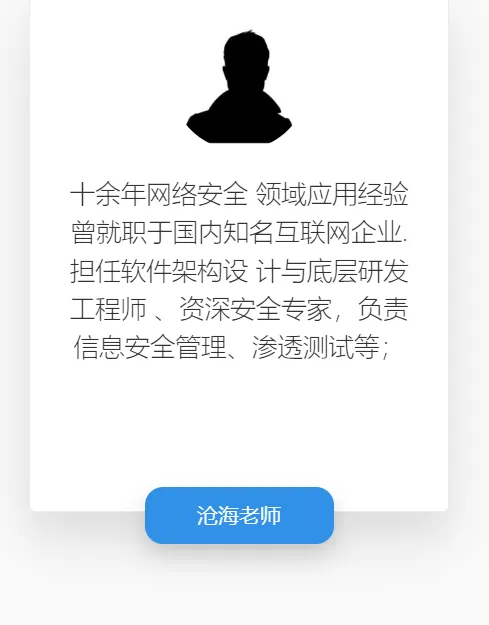 十余年网络安全 领域应用经验
曾就职于国内知名互联网企业.
担任软件架构设 计与底层研发
工程师 、资深安全专家，负责
信息安全管理、渗透测试等；
沧海老师